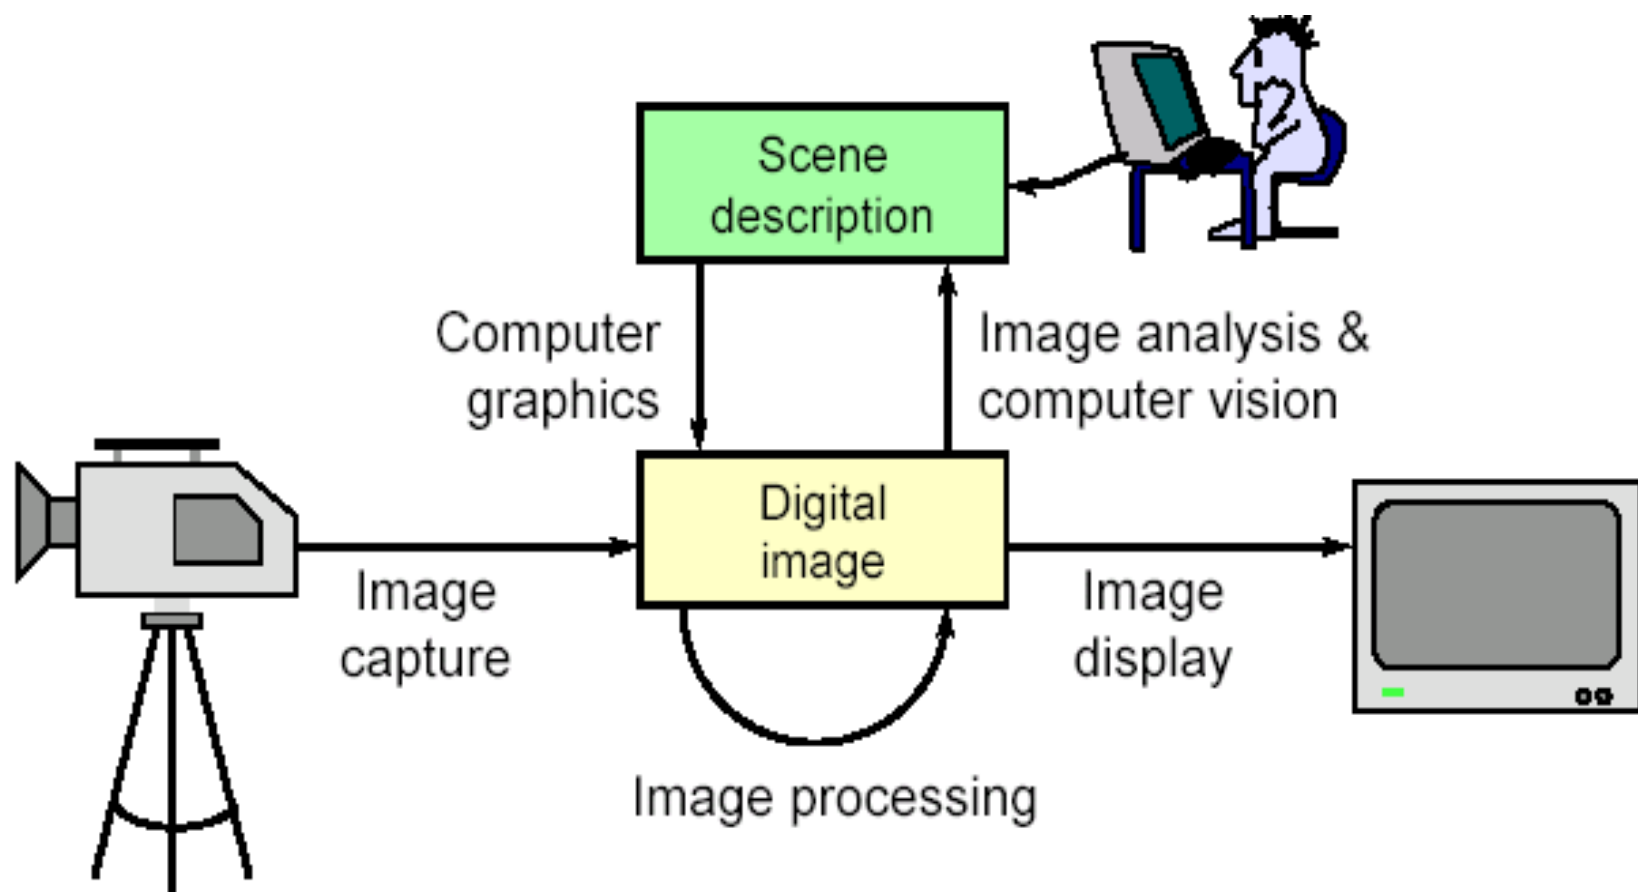 Scene
description
Computer
graphics
Image analysis &
computer vision
Digital
image
Image
capture
Image
display
Image processing